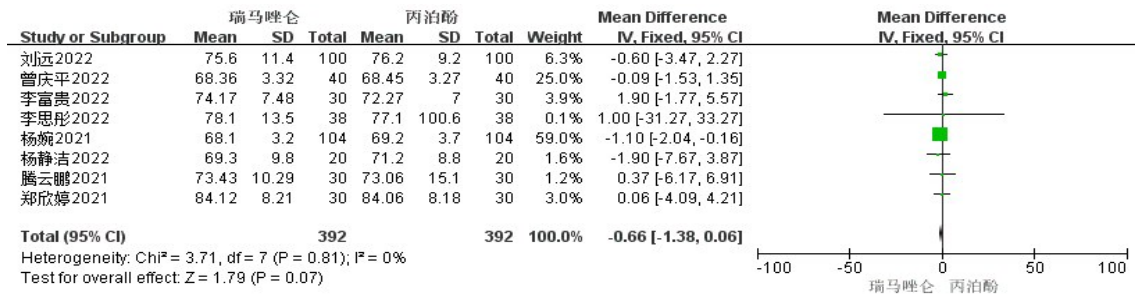 瑞马唑仑 丙泊酚 Mean Difference Mean Difference
Study or Subgroup Mean SD Total Mean SD Total Weight IV, Fixed, 95% CI IV, Fixed, 95% CI
刘远2022 75.6 11.4 100 76.2 9.2 100 6.3% -0.60 [-3.47, 2.27]
曾庆平2022 68.36 3.32 40 68.45 3.27 40 25.0% -0.09 [-1.53, 1.35]
李富贵2022 74.17 7.48 30 72.27 7 30 3.9% 1.90 [-1.77, 5.57]
李思彤2022 78.1 13.5 38 77.1 100.6 38 0.1% 1.00 [-31.27, 33.27]
杨婉2021 68.1 3.2 104 69.2 3.7 104 59.0% -1.10 [-2.04, -0.16]
杨静洁2022 69.3 9.8 20 71.2 8.8 20 1.6% -1.90 [-7.67, 3.87]
腾云鹏2021 73.43 10.29 30 73.06 15.1 30 1.2% 0.37 [-6.17, 6.91]
郑欣婷2021 84.12 8.21 30 84.06 8.18 30 3.0% 0.06 [-4.09, 4.21]
Total (95% CI) 392 392 100.0% -0.66 [-1.38, 0.06]
Heterogeneity: Chi² = 3.71, df = 7 (P = 0.81); I² = 0%
Test for overall effect: Z = 1.79 (P = 0.07)
-100 -50 0 50 100
瑞马唑仑 丙泊酚